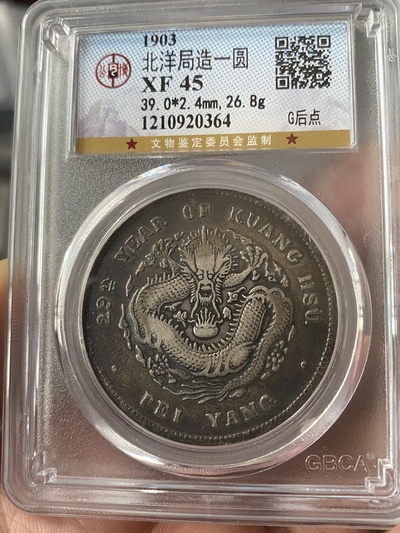 1903
北洋局造一圆
XF 45
39.0*2.4mm,26.8g
1210920364
G后点
★ 文物鉴定委员会监制 ★
29th YEAR OF KUANG HSU
PEI YANG
GBCA